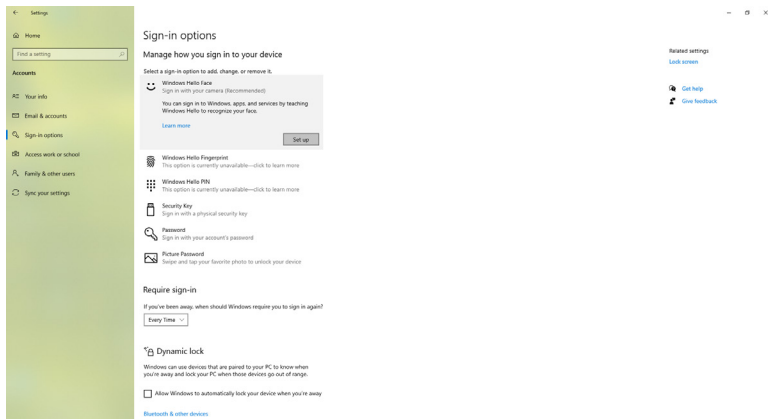 Settings
Home
Find a setting
Accounts
Your info
Email & accounts
Sign-in options
Access work or school
Family & other users
Sync your settings
Sign-in options
Manage how you sign in to your device
Select a sign-in option to add, change, or remove it.
Windows Hello Face
Sign in with your camera (Recommended)
You can sign in to Windows, apps, and services by teaching
Windows Hello to recognize your face.
Learn more
Set up
Windows Hello Fingerprint
This option is currently unavailable—click to learn more
Windows Hello PIN
This option is currently unavailable—click to learn more
Security Key
Sign in with a physical security key
Password
Sign in with your account's password
Picture Password
Swipe and tap your favorite photo to unlock your device
Require sign-in
If you've been away, when should Windows require you to sign in again?
Every Time
Dynamic lock
Windows can use devices that are paired to your PC to know when
you're away and lock your PC when those devices go out of range.
Allow Windows to automatically lock your device when you're away
Bluetooth & other devices
Related settings
Lock screen
Get help
Give feedback